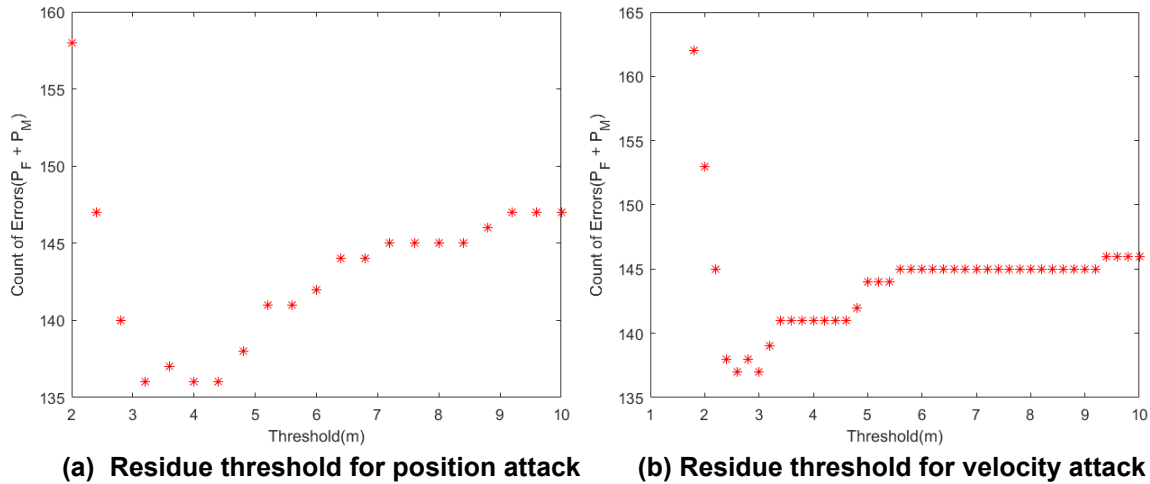 160
155
150
145
140
135
Count of Errors(P_F + P_M)
2 3 4 5 6 7 8 9 10
Threshold(m)
(a) Residue threshold for position attack
165
160
155
150
145
140
135
Count of Errors(P_F + P_M)
1 2 3 4 5 6 7 8 9 10
Threshold(m)
(b) Residue threshold for velocity attack